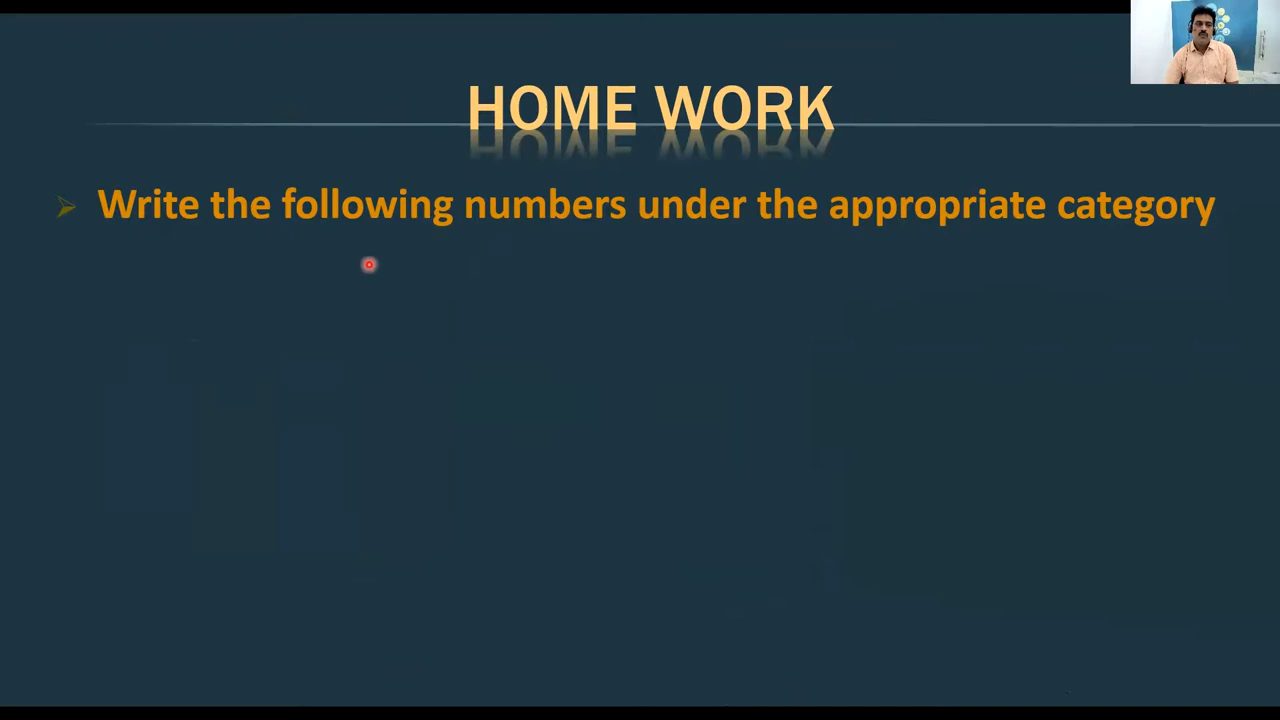 HOME WORK
Write the following numbers under the appropriate category